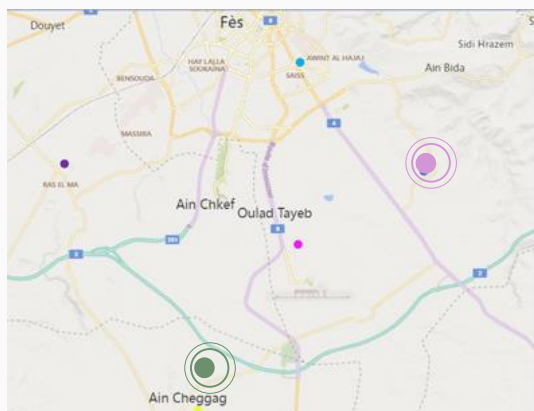 Fès
Douyet
S
Sidi Hrazem
HAY LALLA
SOUKAINA
AWINT AL HAJAJ
SAISS
Ain Bida
BENSOUDA
MASSIRA
RAS EL MA
Ain Chkef
Oulad Tayeb
Ain Cheggag